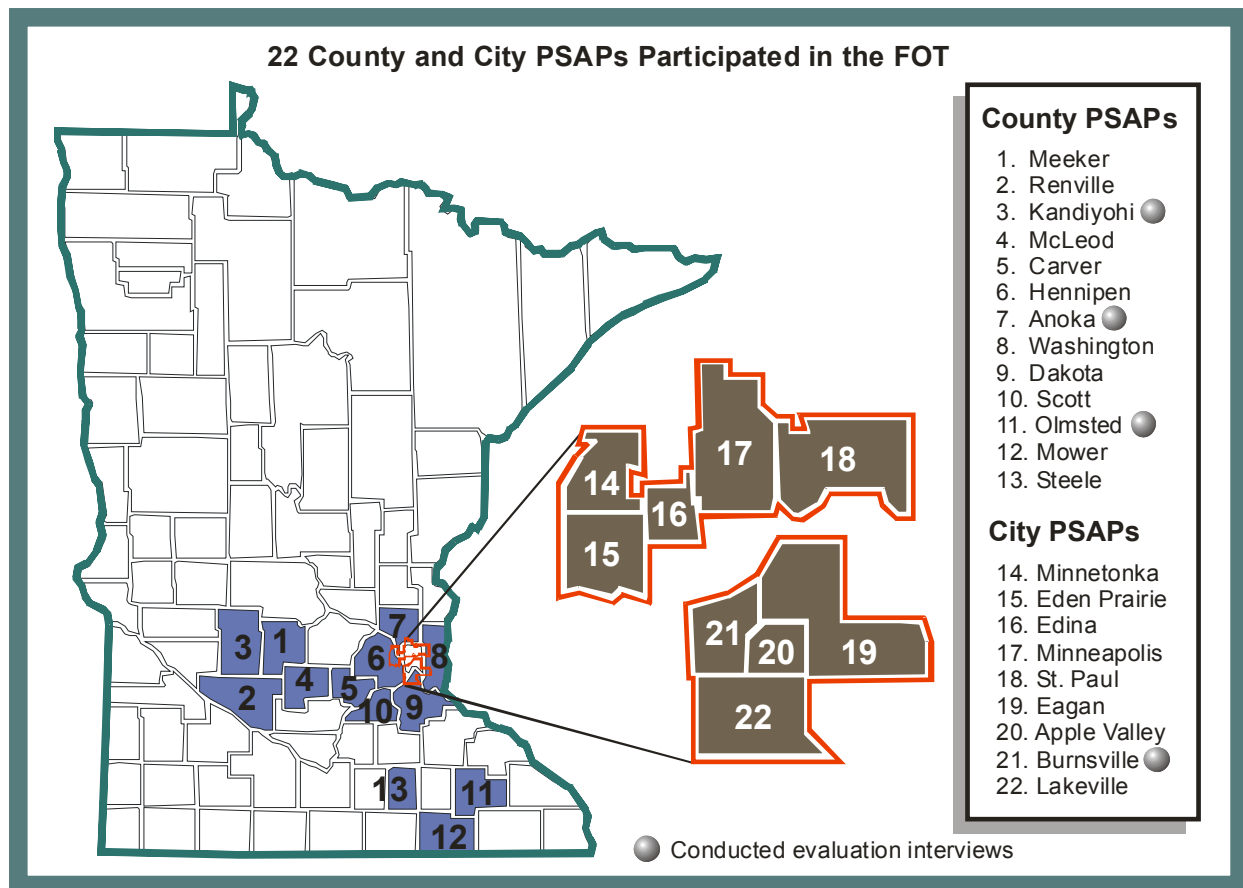 22 County and City PSAPs Participated in the FOT
County PSAPs
1. Meeker
2. Renville
3. Kandiyohi
4. McLeod
5. Carver
6. Hennipen
7. Anoka
8. Washington
9. Dakota
10. Scott
11. Olmsted
12. Mower
13. Steele
City PSAPs
14. Minnetonka
15. Eden Prairie
16. Edina
17. Minneapolis
18. St. Paul
19. Eagan
20. Apple Valley
21. Burnsville
22. Lakeville
14
15
16
17
18
19
20
21
22
1
2
3
4
5
6
7
8
9
10
11
12
13
Conducted evaluation interviews